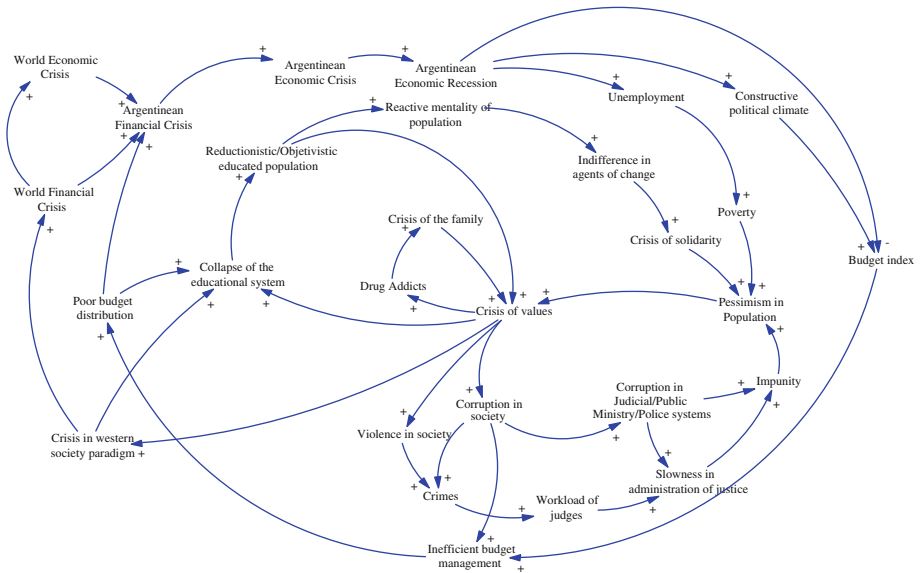 World Economic
Crisis
+
Argentinean
Financial Crisis
+
+
+
Argentinean
Economic Crisis
+
Argentinean
Economic Recession
+
Unemployment
+
Constructive
political climate
+
Reactive mentality of
population
+
Reductionistic/Objetivistic
educated population
+
Indifference in
agents of change
+
World Financial
Crisis
+
Crisis of the family
+
Crisis of solidarity
+
Poverty
+
Budget index
+
-
Collapse of the
educational system
+
+
+
Drug Addicts
+
Poor budget
distribution
+
Crisis of values
+
+
+
Pessimism in
Population
+
+
+
Impunity
+
+
Corruption in
Judicial/Public
Ministry/Police systems
+
Corruption in
society
+
Violence in society
+
Crisis in western
society paradigm
+
Slowness in
administration of justice
+
+
Crimes
+
+
Workload of
judges
+
Inefficient budget
management
+
+